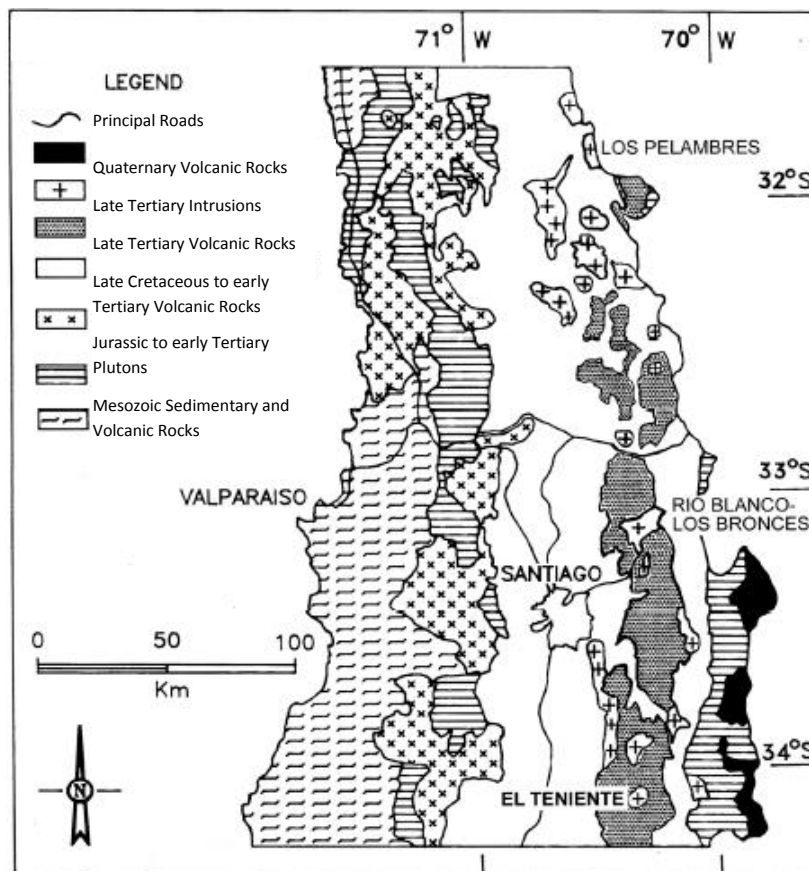 71° W
70° W
LEGEND
Principal Roads
Quaternary Volcanic Rocks
Late Tertiary Intrusions
Late Tertiary Volcanic Rocks
Late Cretaceous to early
Tertiary Volcanic Rocks
Jurassic to early Tertiary
Plutons
Mesozoic Sedimentary and
Volcanic Rocks
LOS PELAMBRES
32°S
33°S
VALPARAISO
RIO BLANCO-
LOS BRONCES
SANTIAGO
0 50 100
Km
N
34°S
EL TENIENTE